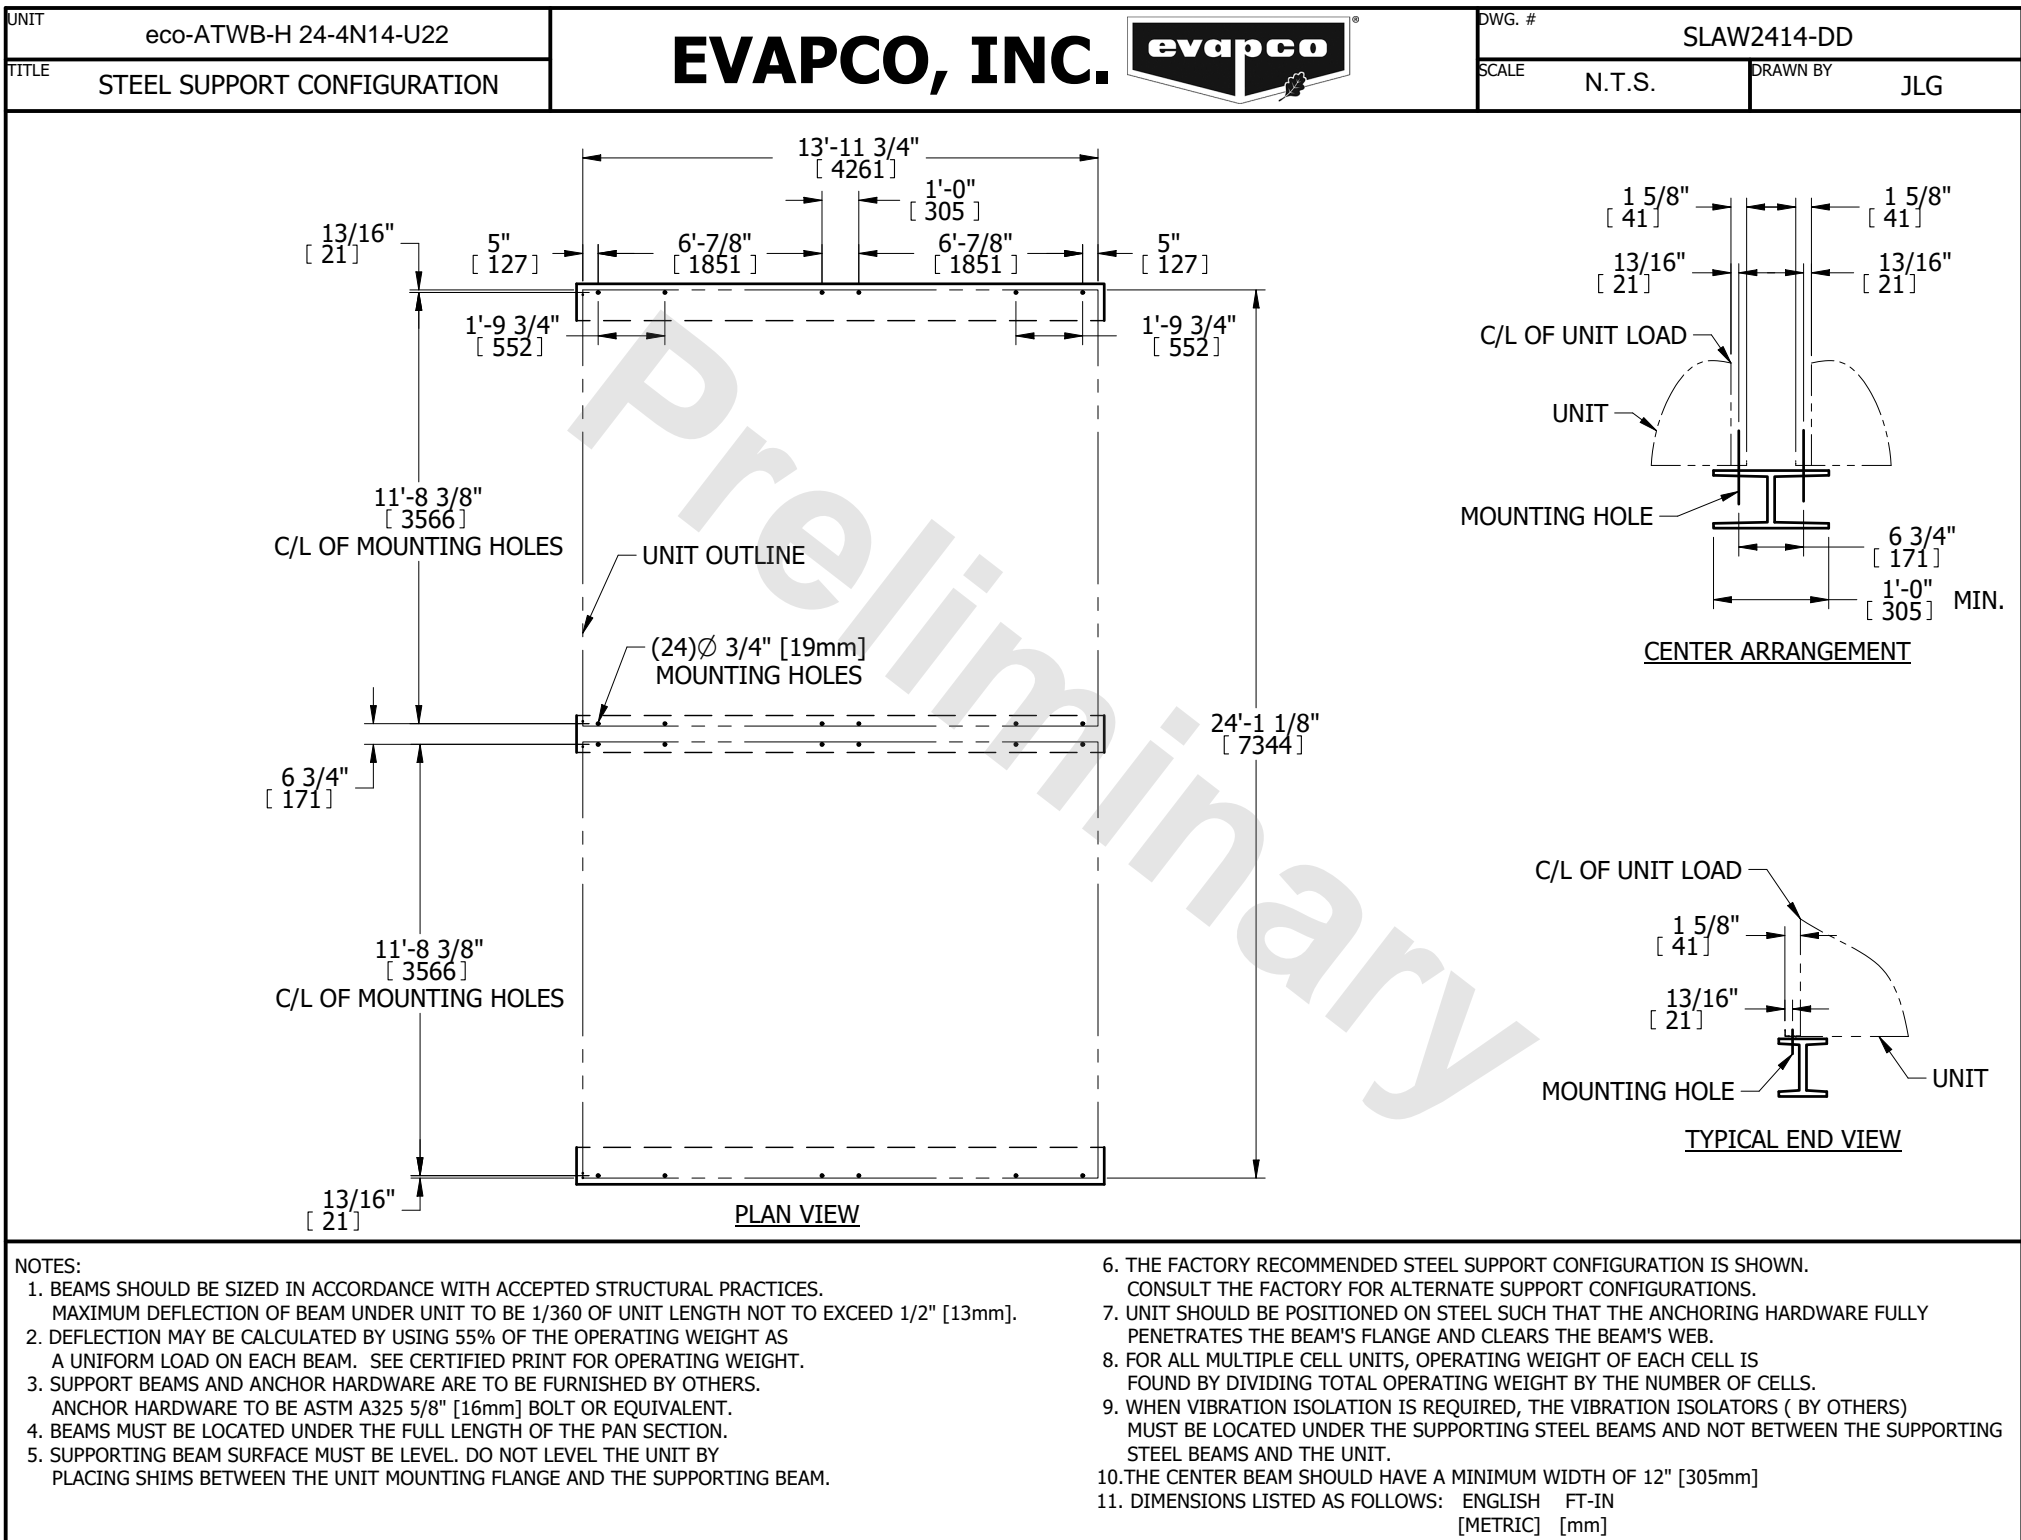 UNIT
eco-ATWB-H 24-4N14-U22
TITLE
STEEL SUPPORT CONFIGURATION
EVAPCO, INC.
evapco
®
DWG. #
SLAW2414-DD
SCALE
N.T.S.
DRAWN BY
JLG
13'-11 3/4"
[ 4261]
1'-0"
[ 305 ]
13/16"
[ 21]
5"
[ 127]
6'-7/8"
[ 1851 ]
6'-7/8"
[ 1851 ]
5"
[ 127]
1'-9 3/4"
[ 552]
1'-9 3/4"
[ 552]
11'-8 3/8"
[ 3566]
C/L OF MOUNTING HOLES
UNIT OUTLINE
(24)∅ 3/4" [19mm]
MOUNTING HOLES
6 3/4"
[ 171]
24'-1 1/8"
[ 7344]
11'-8 3/8"
[ 3566]
C/L OF MOUNTING HOLES
13/16"
[ 21]
PLAN VIEW
Preliminary
1 5/8"
[ 41]
1 5/8"
[ 41]
13/16"
[ 21]
13/16"
[ 21]
C/L OF UNIT LOAD
UNIT
MOUNTING HOLE
6 3/4"
[ 171]
1'-0"
[ 305] MIN.
CENTER ARRANGEMENT
C/L OF UNIT LOAD
1 5/8"
[ 41]
13/16"
[ 21]
MOUNTING HOLE
UNIT
TYPICAL END VIEW
NOTES:
1. BEAMS SHOULD BE SIZED IN ACCORDANCE WITH ACCEPTED STRUCTURAL PRACTICES.
MAXIMUM DEFLECTION OF BEAM UNDER UNIT TO BE 1/360 OF UNIT LENGTH NOT TO EXCEED 1/2" [13mm].
2. DEFLECTION MAY BE CALCULATED BY USING 55% OF THE OPERATING WEIGHT AS
A UNIFORM LOAD ON EACH BEAM. SEE CERTIFIED PRINT FOR OPERATING WEIGHT.
3. SUPPORT BEAMS AND ANCHOR HARDWARE ARE TO BE FURNISHED BY OTHERS.
ANCHOR HARDWARE TO BE ASTM A325 5/8" [16mm] BOLT OR EQUIVALENT.
4. BEAMS MUST BE LOCATED UNDER THE FULL LENGTH OF THE PAN SECTION.
5. SUPPORTING BEAM SURFACE MUST BE LEVEL. DO NOT LEVEL THE UNIT BY
PLACING SHIMS BETWEEN THE UNIT MOUNTING FLANGE AND THE SUPPORTING BEAM.
6. THE FACTORY RECOMMENDED STEEL SUPPORT CONFIGURATION IS SHOWN.
CONSULT THE FACTORY FOR ALTERNATE SUPPORT CONFIGURATIONS.
7. UNIT SHOULD BE POSITIONED ON STEEL SUCH THAT THE ANCHORING HARDWARE FULLY
PENETRATES THE BEAM'S FLANGE AND CLEARS THE BEAM'S WEB.
8. FOR ALL MULTIPLE CELL UNITS, OPERATING WEIGHT OF EACH CELL IS
FOUND BY DIVIDING TOTAL OPERATING WEIGHT BY THE NUMBER OF CELLS.
9. WHEN VIBRATION ISOLATION IS REQUIRED, THE VIBRATION ISOLATORS ( BY OTHERS)
MUST BE LOCATED UNDER THE SUPPORTING STEEL BEAMS AND NOT BETWEEN THE SUPPORTING
STEEL BEAMS AND THE UNIT.
10.THE CENTER BEAM SHOULD HAVE A MINIMUM WIDTH OF 12" [305mm]
11. DIMENSIONS LISTED AS FOLLOWS: ENGLISH FT-IN
[METRIC] [mm]